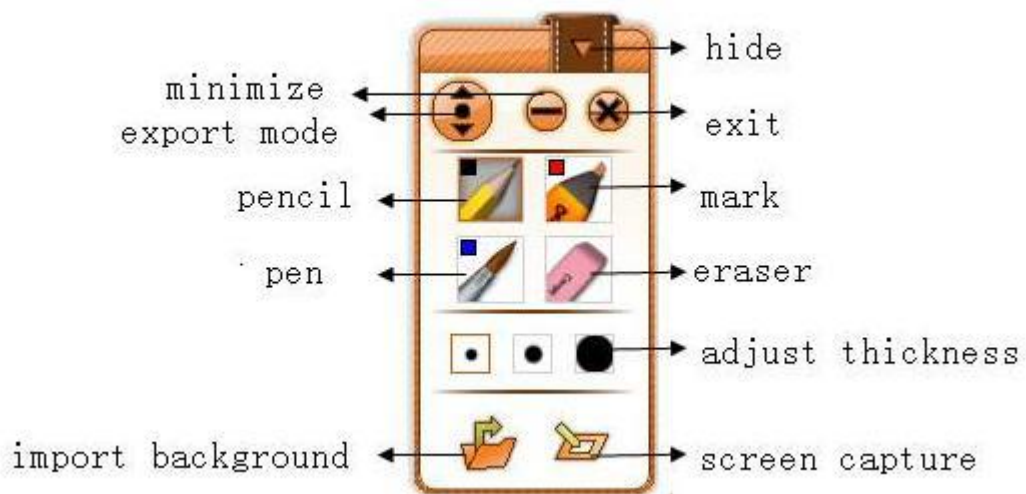 hide
minimize
export mode
exit
pencil
mark
pen
eraser
adjust thickness
import background
screen capture